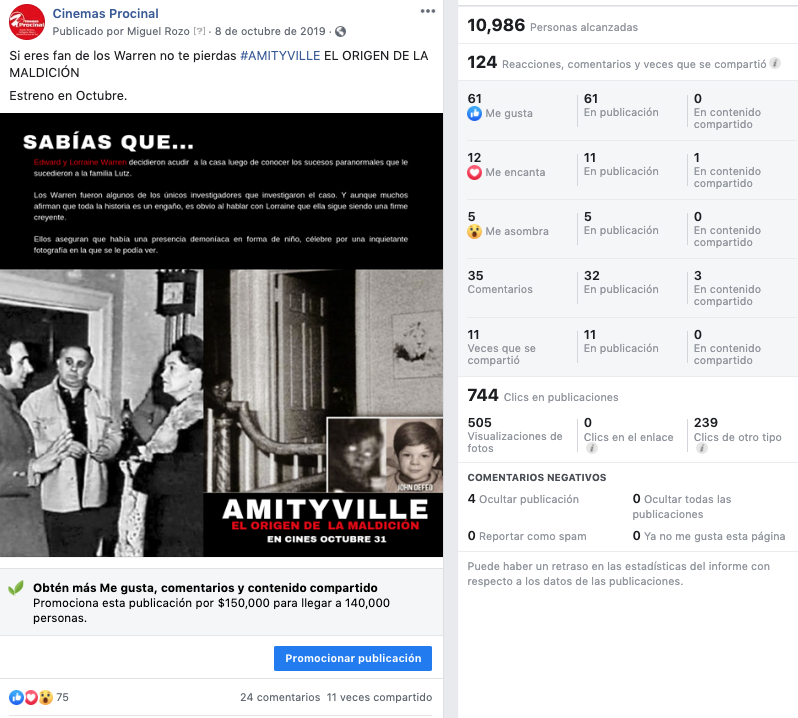 Cinemas Procinal
Publicado por Miguel Rozo [?] · 8 de octubre de 2019 ·
Si eres fan de los Warren no te pierdas #AMITYVILLE EL ORIGEN DE LA
MALDICIÓN
Estreno en Octubre.
SABÍAS QUE...
Edward y Lorraine Warren decidieron acudir a la casa luego de conocer los sucesos paranormales que le
sucedieron a la familia Lutz.
Los Warren fueron algunos de los únicos investigadores que investigaron el caso. Y aunque muchos
afirman que toda la historia es un engaño, es obvio al hablar con Lorraine que ella sigue siendo una firme
creyente.
Ellos aseguran que había una presencia demoníaca en forma de niño, célebre por una inquietante
fotografía en la que se le podía ver.
JOHN DEFEO
AMITYVILLE
EL ORIGEN DE LA MALDICIÓN
EN CINES OCTUBRE 31
Obtén más Me gusta, comentarios y contenido compartido
Promociona esta publicación por $150,000 para llegar a 140,000
personas.
Promocionar publicación
75
24 comentarios 11 veces compartido
10,986 Personas alcanzadas
124 Reacciones, comentarios y veces que se compartió
61
Me gusta
61
En publicación
0
En contenido
compartido
12
Me encanta
11
En publicación
1
En contenido
compartido
5
Me asombra
5
En publicación
0
En contenido
compartido
35
Comentarios
32
En publicación
3
En contenido
compartido
11
Veces que se
compartió
11
En publicación
0
En contenido
compartido
744 Clics en publicaciones
505
Visualizaciones de
fotos
0
Clics en el enlace
239
Clics de otro tipo
COMENTARIOS NEGATIVOS
4 Ocultar publicación
0 Ocultar todas las
publicaciones
0 Reportar como spam
0 Ya no me gusta esta página
Puede haber un retraso en las estadísticas del informe con
respecto a los datos de las publicaciones.